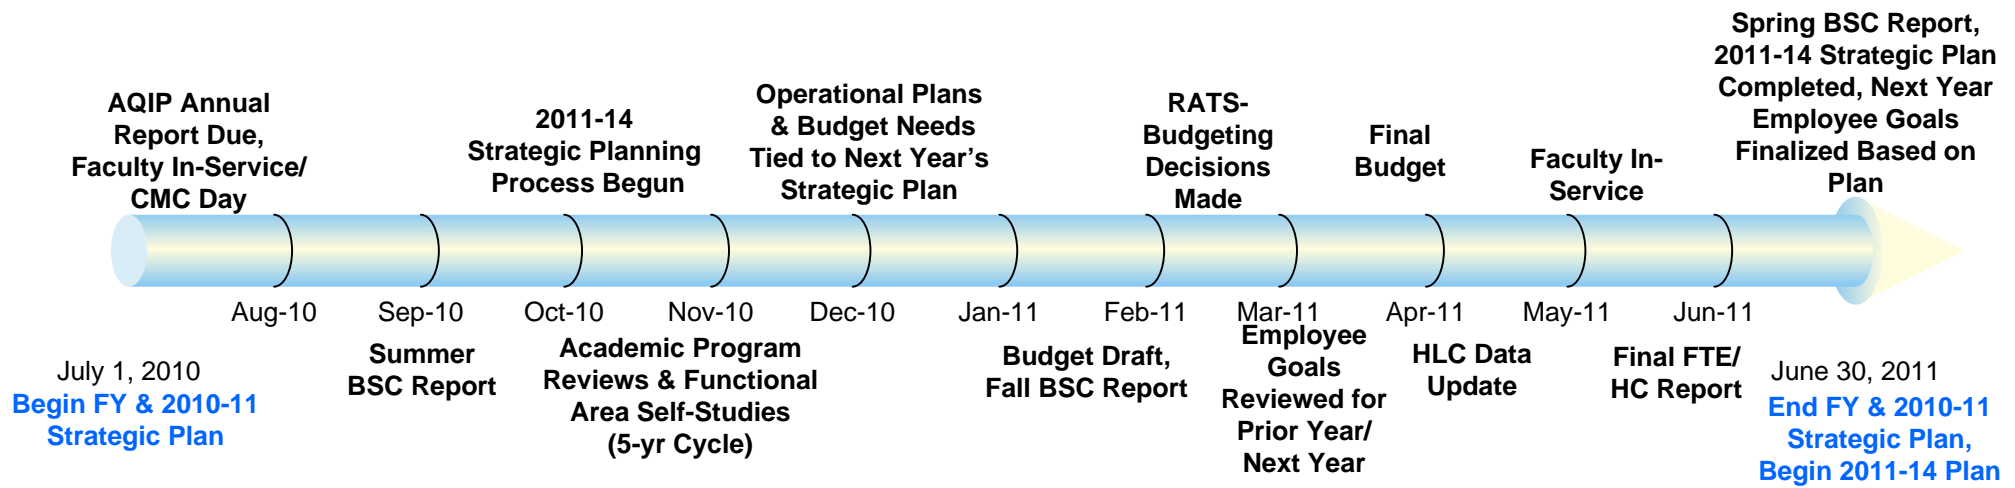 AQIP Annual
Report Due,
Faculty In-Service/
CMC Day
2011-14
Strategic Planning
Process Begun
Operational Plans
& Budget Needs
Tied to Next Year’s
Strategic Plan
RATS-
Budgeting
Decisions
Made
Final
Budget
Faculty In-
Service
Spring BSC Report,
2011-14 Strategic Plan
Completed, Next Year
Employee Goals
Finalized Based on
Plan
Aug-10
Sep-10
Oct-10
Nov-10
Dec-10
Jan-11
Feb-11
Mar-11
Apr-11
May-11
Jun-11
July 1, 2010
Begin FY & 2010-11
Strategic Plan
Summer
BSC Report
Academic Program
Reviews & Functional
Area Self-Studies
(5-yr Cycle)
Budget Draft,
Fall BSC Report
Employee
Goals
Reviewed for
Prior Year/
Next Year
HLC Data
Update
Final FTE/
HC Report
June 30, 2011
End FY & 2010-11
Strategic Plan,
Begin 2011-14 Plan